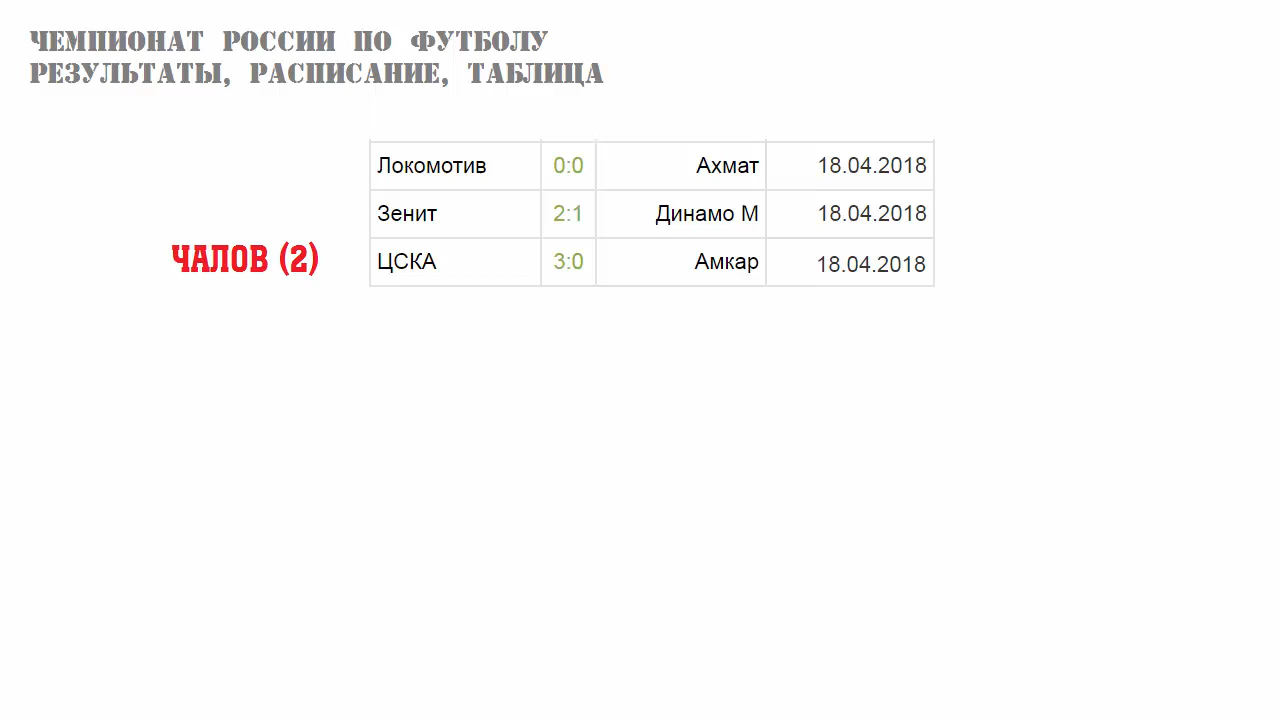 ЧЕМПИОНАТ РОССИИ ПО ФУТБОЛУ
РЕЗУЛЬТАТЫ, РАСПИСАНИЕ, ТАБЛИЦА
Локомотив 0:0 Ахмат 18.04.2018
Зенит 2:1 Динамо М 18.04.2018
ЧАЛОВ (2) ЦСКА 3:0 Амкар 18.04.2018